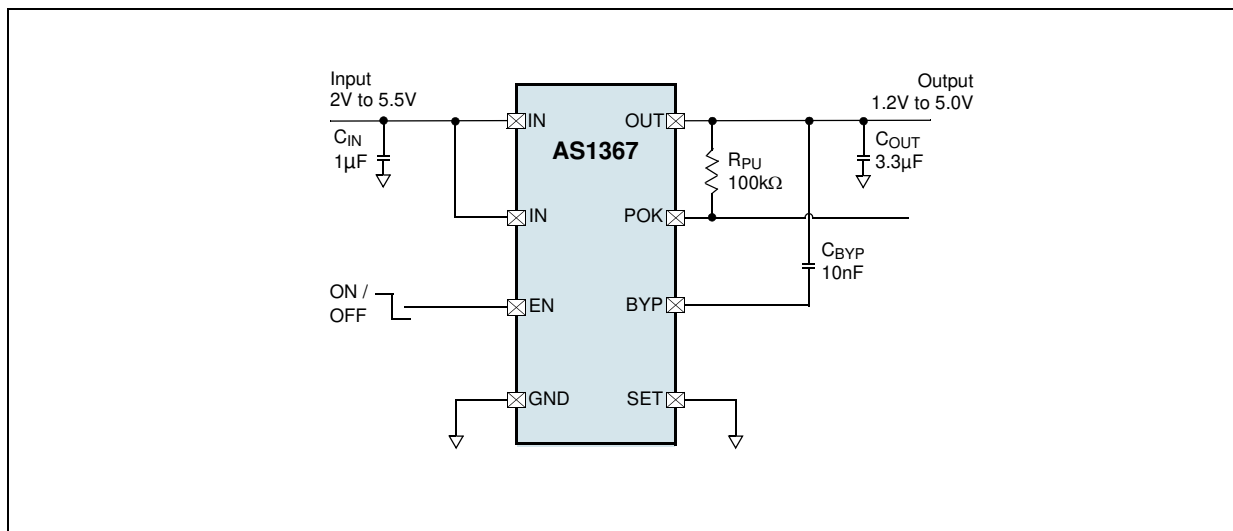 Input
2V to 5.5V
Output
1.2V to 5.0V
IN
OUT
AS1367
CIN
1µF
RPU
100kΩ
COUT
3.3µF
IN
POK
CBYP
10nF
ON /
OFF
EN
BYP
GND
SET